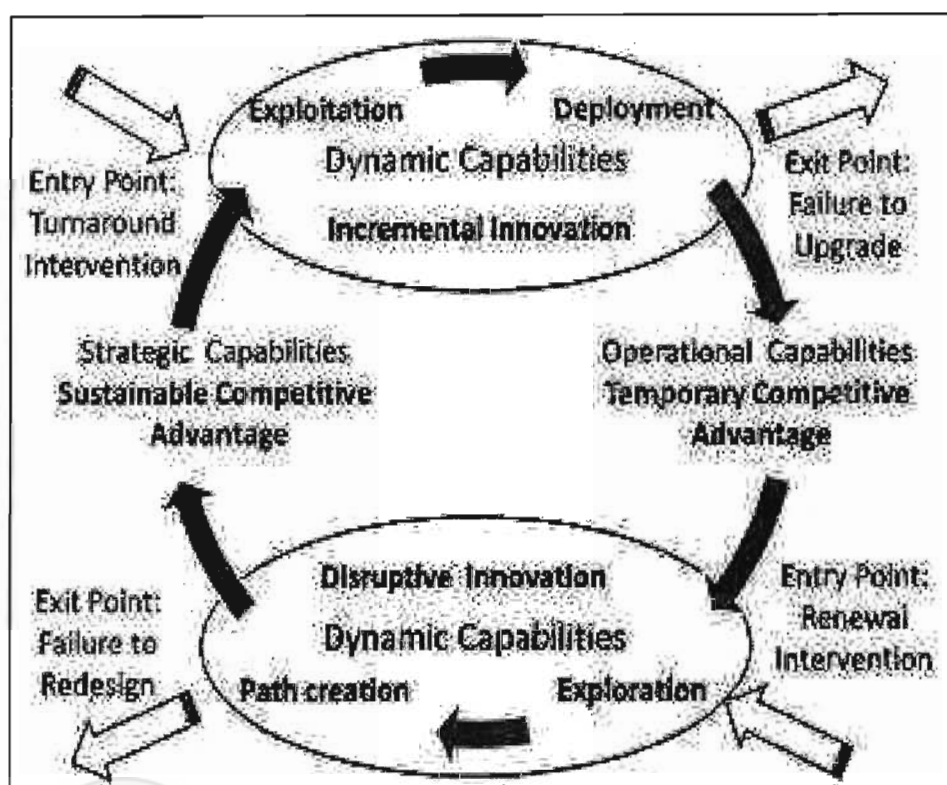 Exploitation
Deployment
Dynamic Capabilities
Incremental Innovation
Entry Point:
Turnaround
Intervention
Exit Point:
Failure to
Upgrade
Strategic Capabilities
Sustainable Competitive
Advantage
Operational Capabilities
Temporary Competitive
Advantage
Disruptive Innovation
Dynamic Capabilities
Path creation
Exploration
Exit Point:
Failure to
Redesign
Entry Point:
Renewal
Intervention